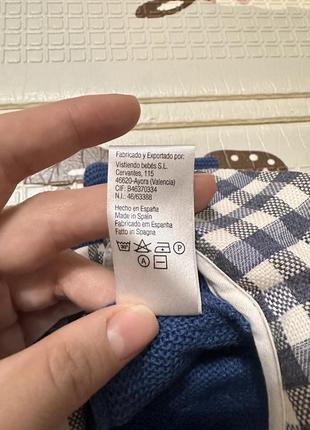 Fabricado y Exportado por:
Vistiendo bebés S.L.
Cervantes, 115
46620-Ayora (Valencia)
CIF: B46370334
N.I.: 46/63388
Hecho en España
Made in Spain
Fabricado em Espanha
Fatto in Spagna
30° P
A